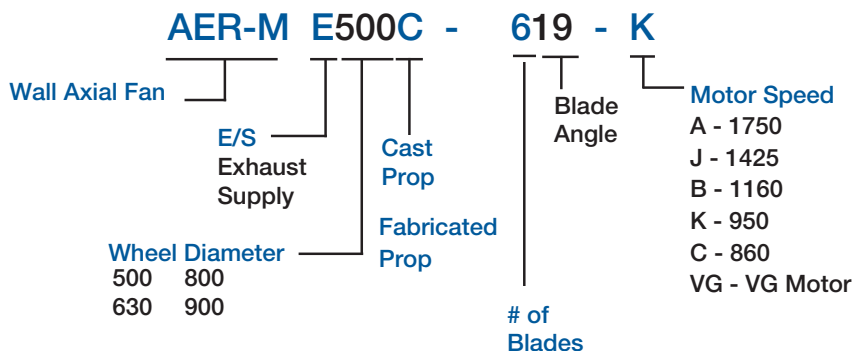 AER-M E500C - 619 - K
Wall Axial Fan
E/S
Exhaust
Supply
Cast
Prop
Blade
Angle
Motor Speed
A - 1750
J - 1425
B - 1160
K - 950
C - 860
VG - VG Motor
Wheel Diameter
500 800
630 900
Fabricated
Prop
# of
Blades